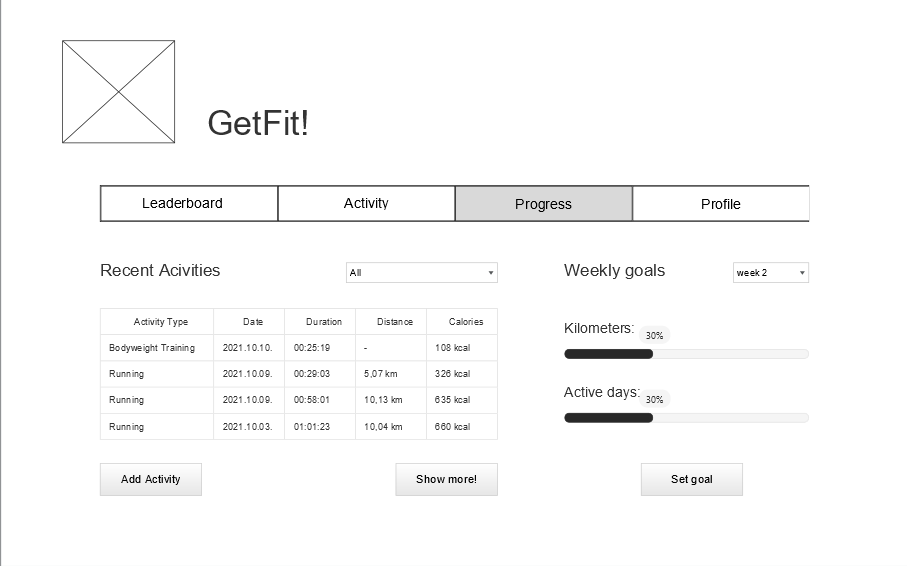 GetFit!
Leaderboard Activity Progress Profile
Recent Acivities All
Activity Type Date Duration Distance Calories
Bodyweight Training 2021.10.10. 00:25:19 - 108 kcal
Running 2021.10.09. 00:29:03 5,07 km 326 kcal
Running 2021.10.09. 00:58:01 10,13 km 635 kcal
Running 2021.10.03. 01:01:23 10,04 km 660 kcal
Add Activity Show more!
Weekly goals week 2
Kilometers: 30%
Active days: 30%
Set goal